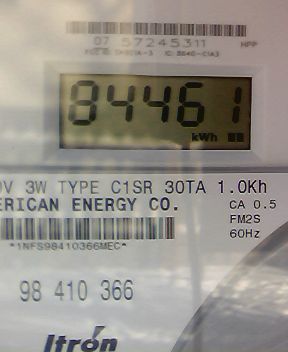 07 57245311 HPP
84461
kWh
0V 3W TYPE C1SR 30TA 1.0Kh
ERICAN ENERGY CO. CA 0.5
FM2S
60Hz
*1NFS98410366MEC*
98 410 366
Itron